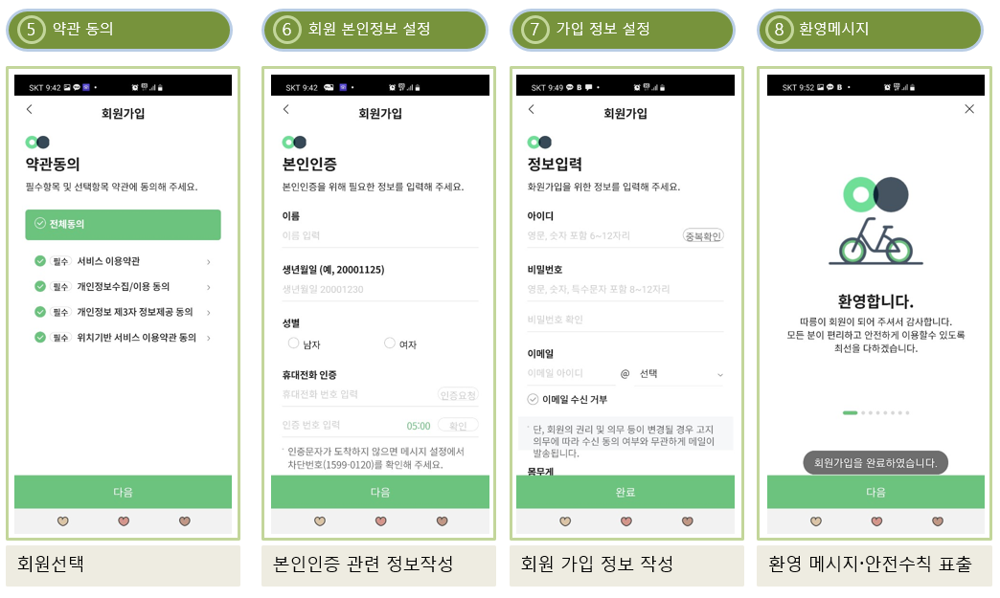 5 약관 동의
SKT 9:42
회원가입
약관동의
필수항목 및 선택항목 약관에 동의해 주세요.
전체동의
필수 서비스 이용약관
필수 개인정보수집/이용 동의
필수 개인정보 제3자 정보제공 동의
필수 위치기반 서비스 이용약관 동의
다음
회원선택
6 회원 본인정보 설정
SKT 9:42
회원가입
본인인증
본인인증을 위해 필요한 정보를 입력해 주세요.
이름
이름 입력
생년월일 (예, 20001125)
생년월일 20001230
성별
남자 여자
휴대전화 인증
휴대전화 번호 입력 인증요청
인증 번호 입력 05:00 확인
· 인증문자가 도착하지 않으면 메시지 설정에서
차단번호(1599-0120)를 확인해 주세요.
다음
본인인증 관련 정보작성
7 가입 정보 설정
SKT 9:49 B
회원가입
정보입력
회원가입을 위한 정보를 입력해 주세요.
아이디
영문, 숫자 포함 6~12자리 중복확인
비밀번호
영문, 숫자, 특수문자 포함 8~12자리
비밀번호 확인
이메일
이메일 아이디 @ 선택
이메일 수신 거부
· 단, 회원의 권리 및 의무 등이 변경될 경우 고지
의무에 따라 수신 동의 여부와 무관하게 메일이
발송됩니다.
몸무게
완료
회원 가입 정보 작성
8 환영메시지
SKT 9:52 B
환영합니다.
따릉이 회원이 되어 주셔서 감사합니다.
모든 분이 편리하고 안전하게 이용할수 있도록
최선을 다하겠습니다.
회원가입을 완료하였습니다.
다음
환영 메시지·안전수칙 표출